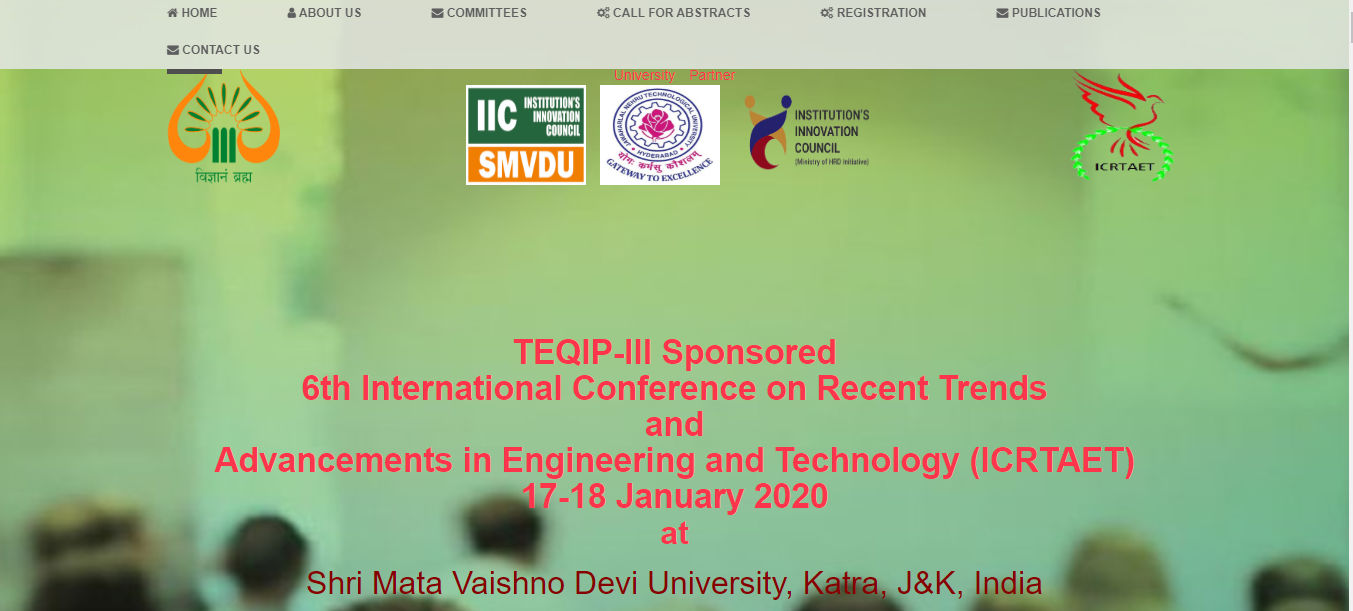 HOME ABOUT US COMMITTEES CALL FOR ABSTRACTS REGISTRATION PUBLICATIONS
CONTACT US
University Partner
विज्ञानं ब्रह्म
IIC INSTITUTION'S INNOVATION COUNCIL
SMVDU
JAWAHARLAL NEHRU TECHNOLOGICAL UNIVERSITY
HYDERABAD
योगः कर्मसु कौशलम्
GATEWAY TO EXCELLENCE
INSTITUTION'S
INNOVATION
COUNCIL
(Ministry of HRD Initiative)
ICRTAET
TEQIP-III Sponsored
6th International Conference on Recent Trends
and
Advancements in Engineering and Technology (ICRTAET)
17-18 January 2020
at
Shri Mata Vaishno Devi University, Katra, J&K, India